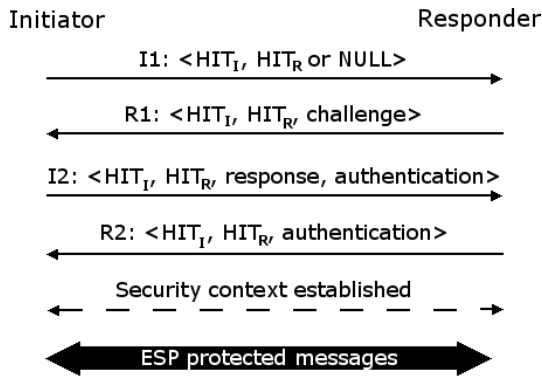 Initiator
Responder
I1: <HIT_I, HIT_R or NULL>
R1: <HIT_I, HIT_R, challenge>
I2: <HIT_I, HIT_R, response, authentication>
R2: <HIT_I, HIT_R, authentication>
Security context established
ESP protected messages